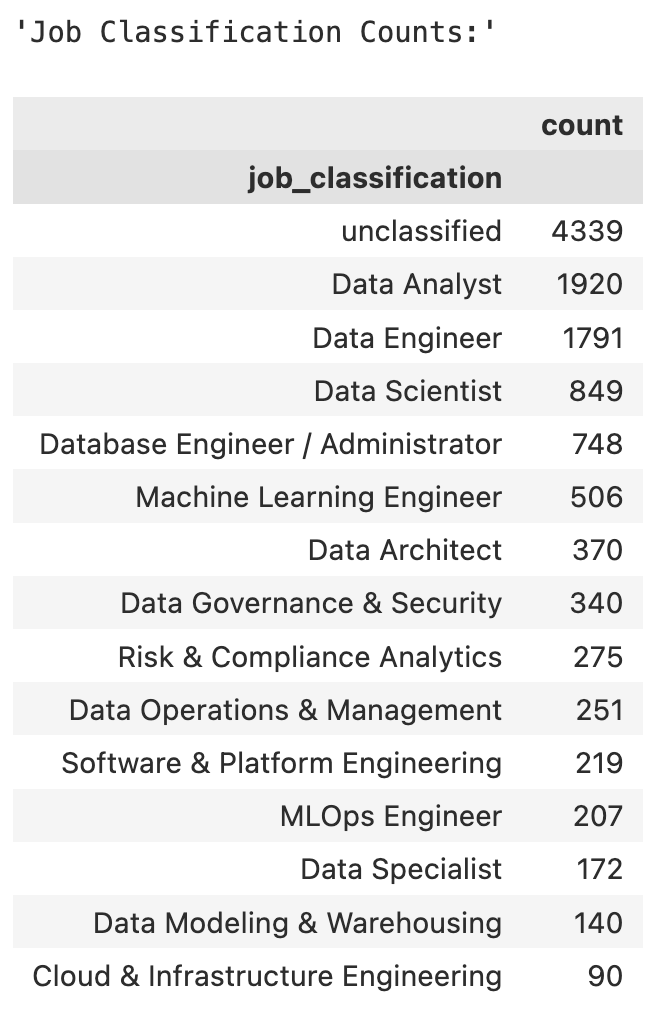 'Job Classification Counts:'
count
job_classification
unclassified 4339
Data Analyst 1920
Data Engineer 1791
Data Scientist 849
Database Engineer / Administrator 748
Machine Learning Engineer 506
Data Architect 370
Data Governance & Security 340
Risk & Compliance Analytics 275
Data Operations & Management 251
Software & Platform Engineering 219
MLOps Engineer 207
Data Specialist 172
Data Modeling & Warehousing 140
Cloud & Infrastructure Engineering 90